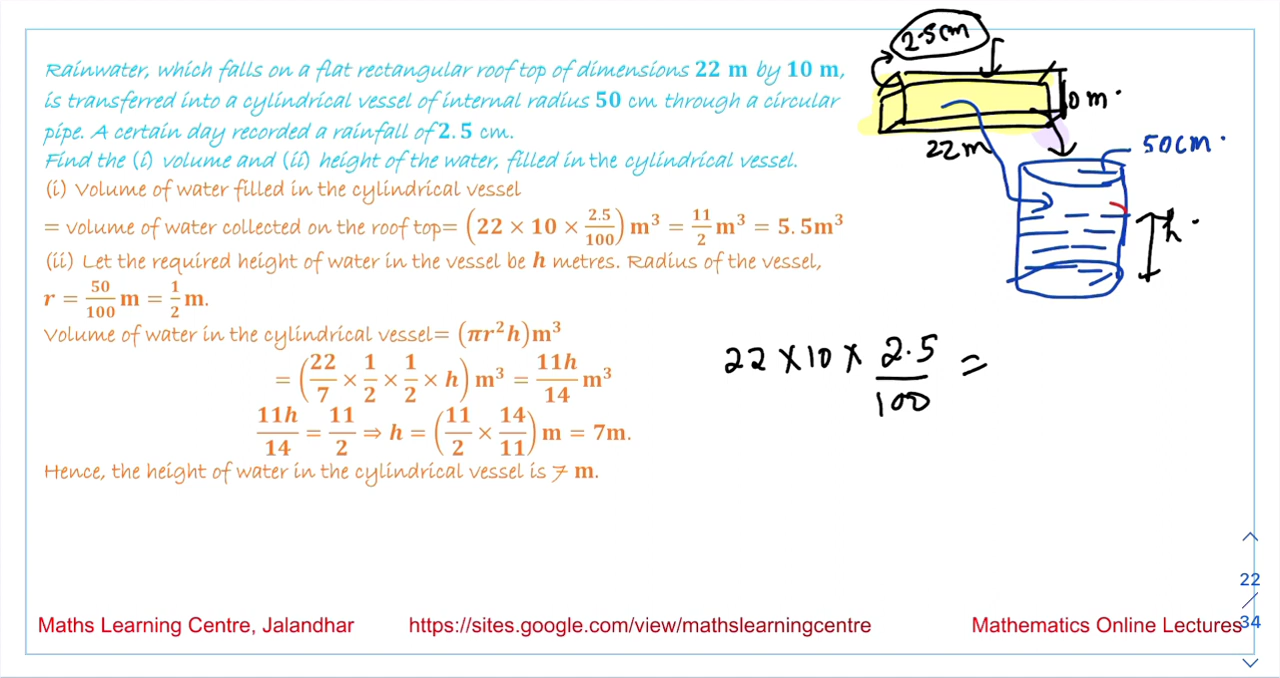 Rainwater, which falls on a flat rectangular roof top of dimensions 22 m by 10 m,
is transferred into a cylindrical vessel of internal radius 50 cm through a circular
pipe. A certain day recorded a rainfall of 2.5 cm.
Find the (i) volume and (ii) height of the water, filled in the cylindrical vessel.
(i) Volume of water filled in the cylindrical vessel
= volume of water collected on the roof top= (22 × 10 × 2.5/100) m³ = 11/2 m³ = 5.5m³
(ii) Let the required height of water in the vessel be h metres. Radius of the vessel,
r = 50/100 m = 1/2 m.
Volume of water in the cylindrical vessel= (πr²h)m³
= (22/7 × 1/2 × 1/2 × h) m³ = 11h/14 m³
11h/14 = 11/2 ⇒ h = (11/2 × 14/11) m = 7m.
Hence, the height of water in the cylindrical vessel is 7 m.
2.5cm
10m.
22m
50cm.
h.
22 × 10 × 2.5/100 =
22
/
34
Maths Learning Centre, Jalandhar https://sites.google.com/view/mathslearningcentre Mathematics Online Lectures